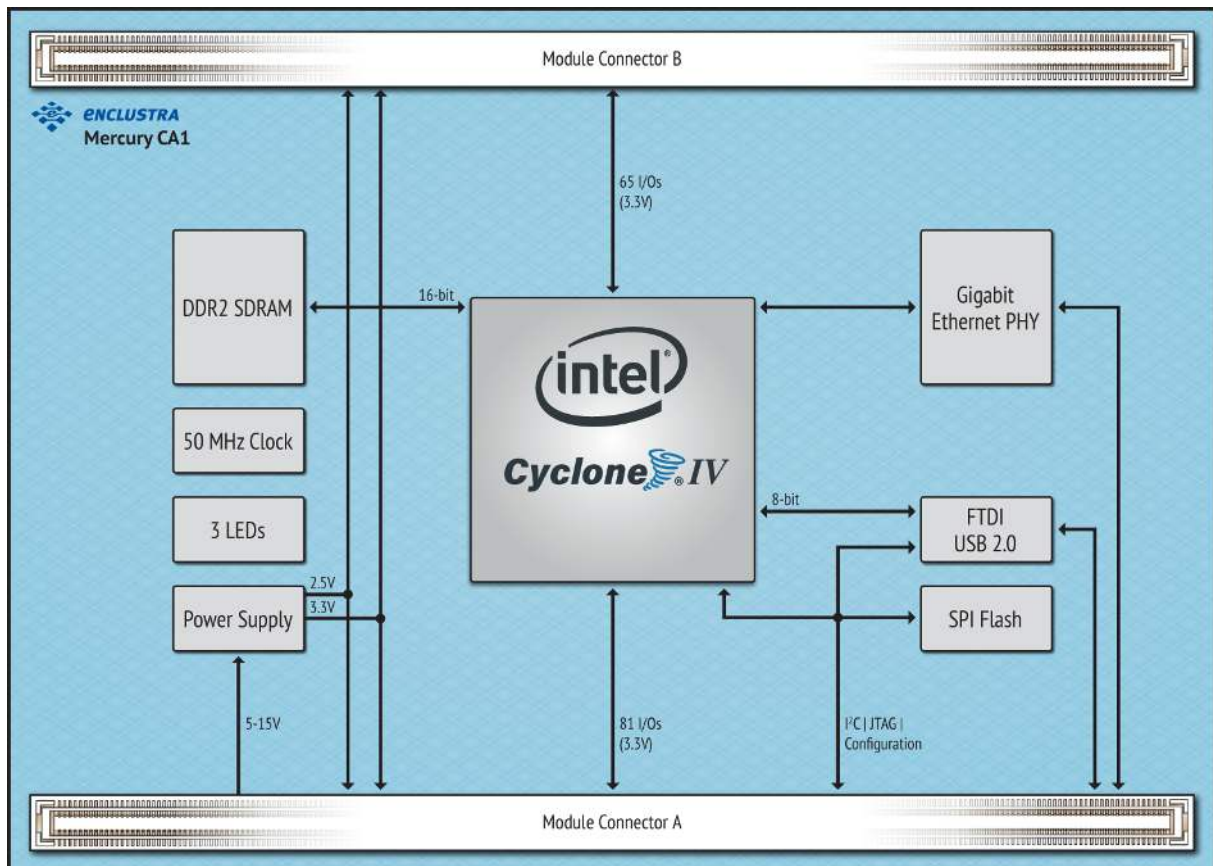 Module Connector B
ENCLUSTRA
Mercury CA1
65 I/Os
(3.3V)
DDR2 SDRAM
16-bit
Gigabit
Ethernet PHY
intel®
Cyclone® IV
50 MHz Clock
8-bit
3 LEDs
FTDI
USB 2.0
Power Supply
2.5V
3.3V
SPI Flash
5-15V
81 I/Os
(3.3V)
I²C | JTAG |
Configuration
Module Connector A